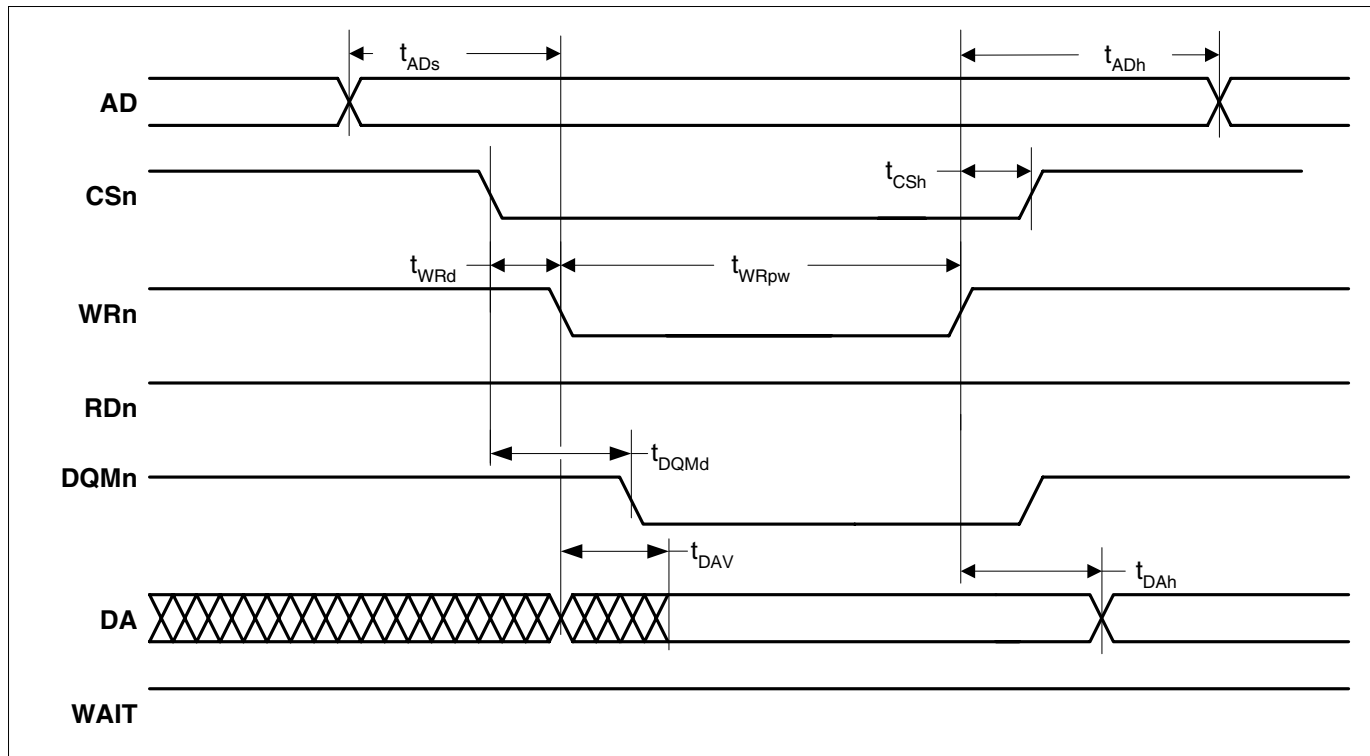 tADs
tADh
AD
tCSh
CSn
tWRd
tWRpw
WRn
RDn
tDQMd
DQMn
tDAV
tDAh
DA
WAIT